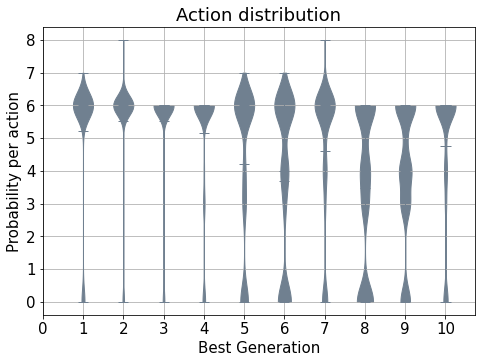 Action distribution
Probability per action
8
7
6
5
4
3
2
1
0
0 1 2 3 4 5 6 7 8 9 10
Best Generation